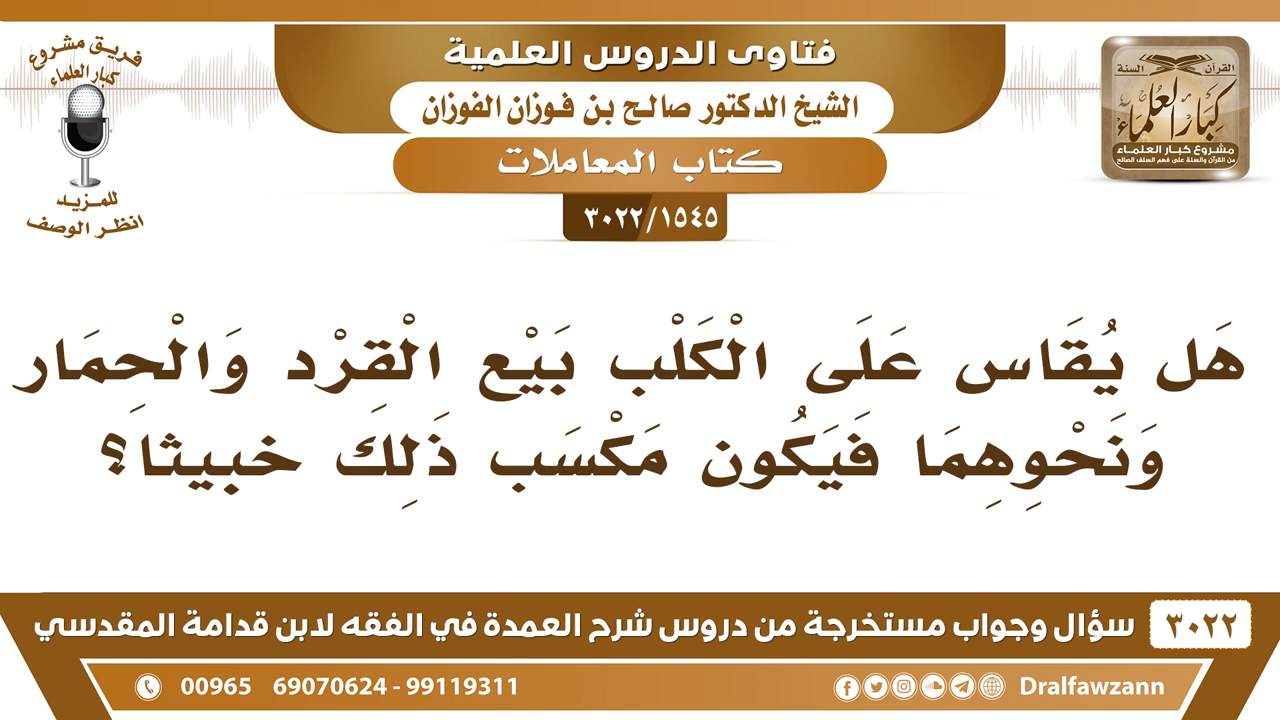 فتاوى الدروس العلمية
الشيخ الدكتور صالح بن فوزان الفوزان
كتاب المعاملات
٣٠٢٢/١٥٤٥
فريق مشروع
كبار العلماء
للمزيد
انظر الوصف
القرآن السنة
كبار العلماء
مشروع كبار العلماء
من القرآن والسنة على فهم السلف الصالح
هَل يُقَاس عَلَى الْكَلْب بَيْع الْقِرْد وَالْحِمَار
وَنَحْوِهِمَا فَيَكُون مَكْسَب ذَلِكَ خبيثا؟
٣٠٢٢ سؤال وجواب مستخرجة من دروس شرح العمدة في الفقه لابن قدامة المقدسي
00965 69070624 - 99119311
Dralfawzann